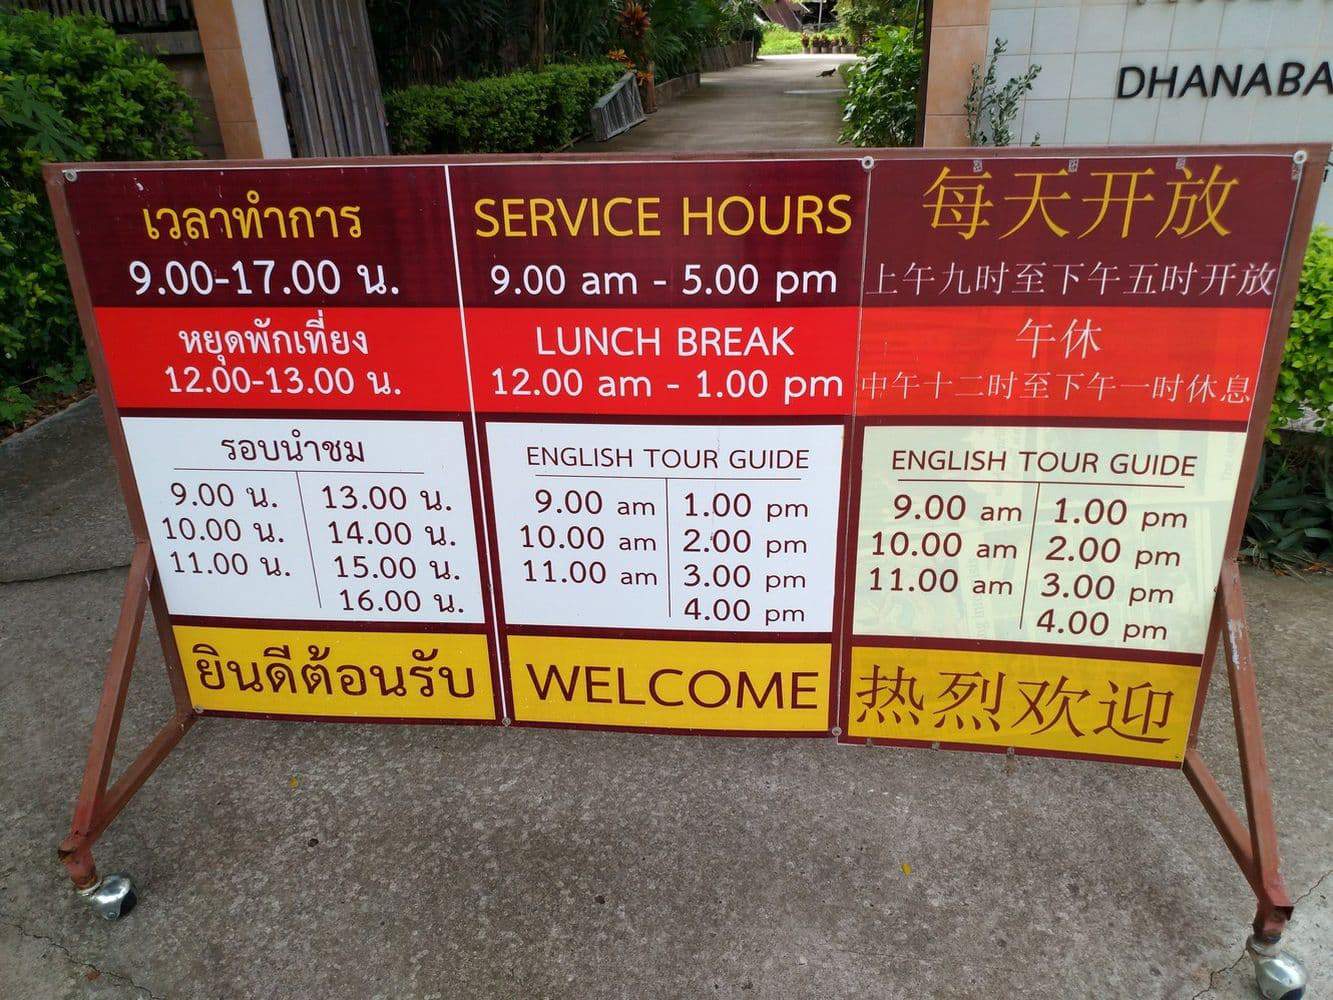 DHANABA
เวลาทำการ
9.00-17.00 น.
หยุดพักเที่ยง
12.00-13.00 น.
รอบนำชม
9.00 น. 13.00 น.
10.00 น. 14.00 น.
11.00 น. 15.00 น.
16.00 น.
ยินดีต้อนรับ
SERVICE HOURS
9.00 am - 5.00 pm
LUNCH BREAK
12.00 am - 1.00 pm
ENGLISH TOUR GUIDE
9.00 am 1.00 pm
10.00 am 2.00 pm
11.00 am 3.00 pm
4.00 pm
WELCOME
每天开放
上午九时至下午五时开放
午休
中午十二时至下午一时休息
ENGLISH TOUR GUIDE
9.00 am 1.00 pm
10.00 am 2.00 pm
11.00 am 3.00 pm
4.00 pm
热烈欢迎